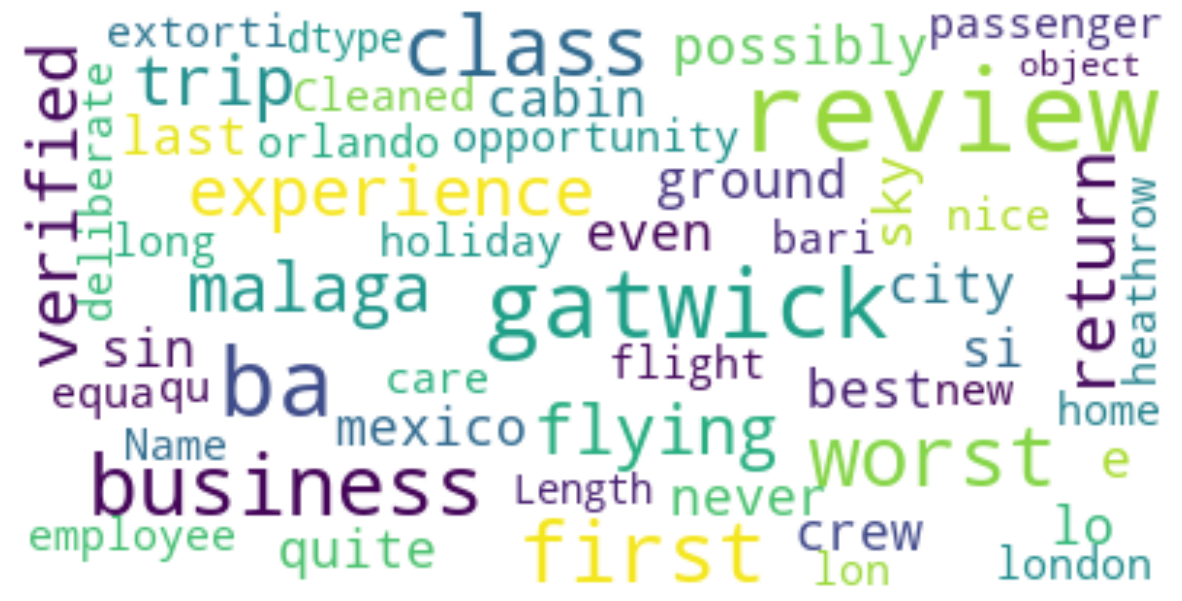 extorti
dtype
class
possibly
passenger
object
verified
deliberate
trip
Cleaned
cabin
review
last
orlando
opportunity
experience
ground
sky
nice
return
heathrow
long
holiday
even
bari
malaga
gatwick
city
sin
flight
si
equa
qu
ba
care
best
new
home
Name
mexico
flying
worst
e
business
Length
never
employee
quite
first
crew
lon
lo
london